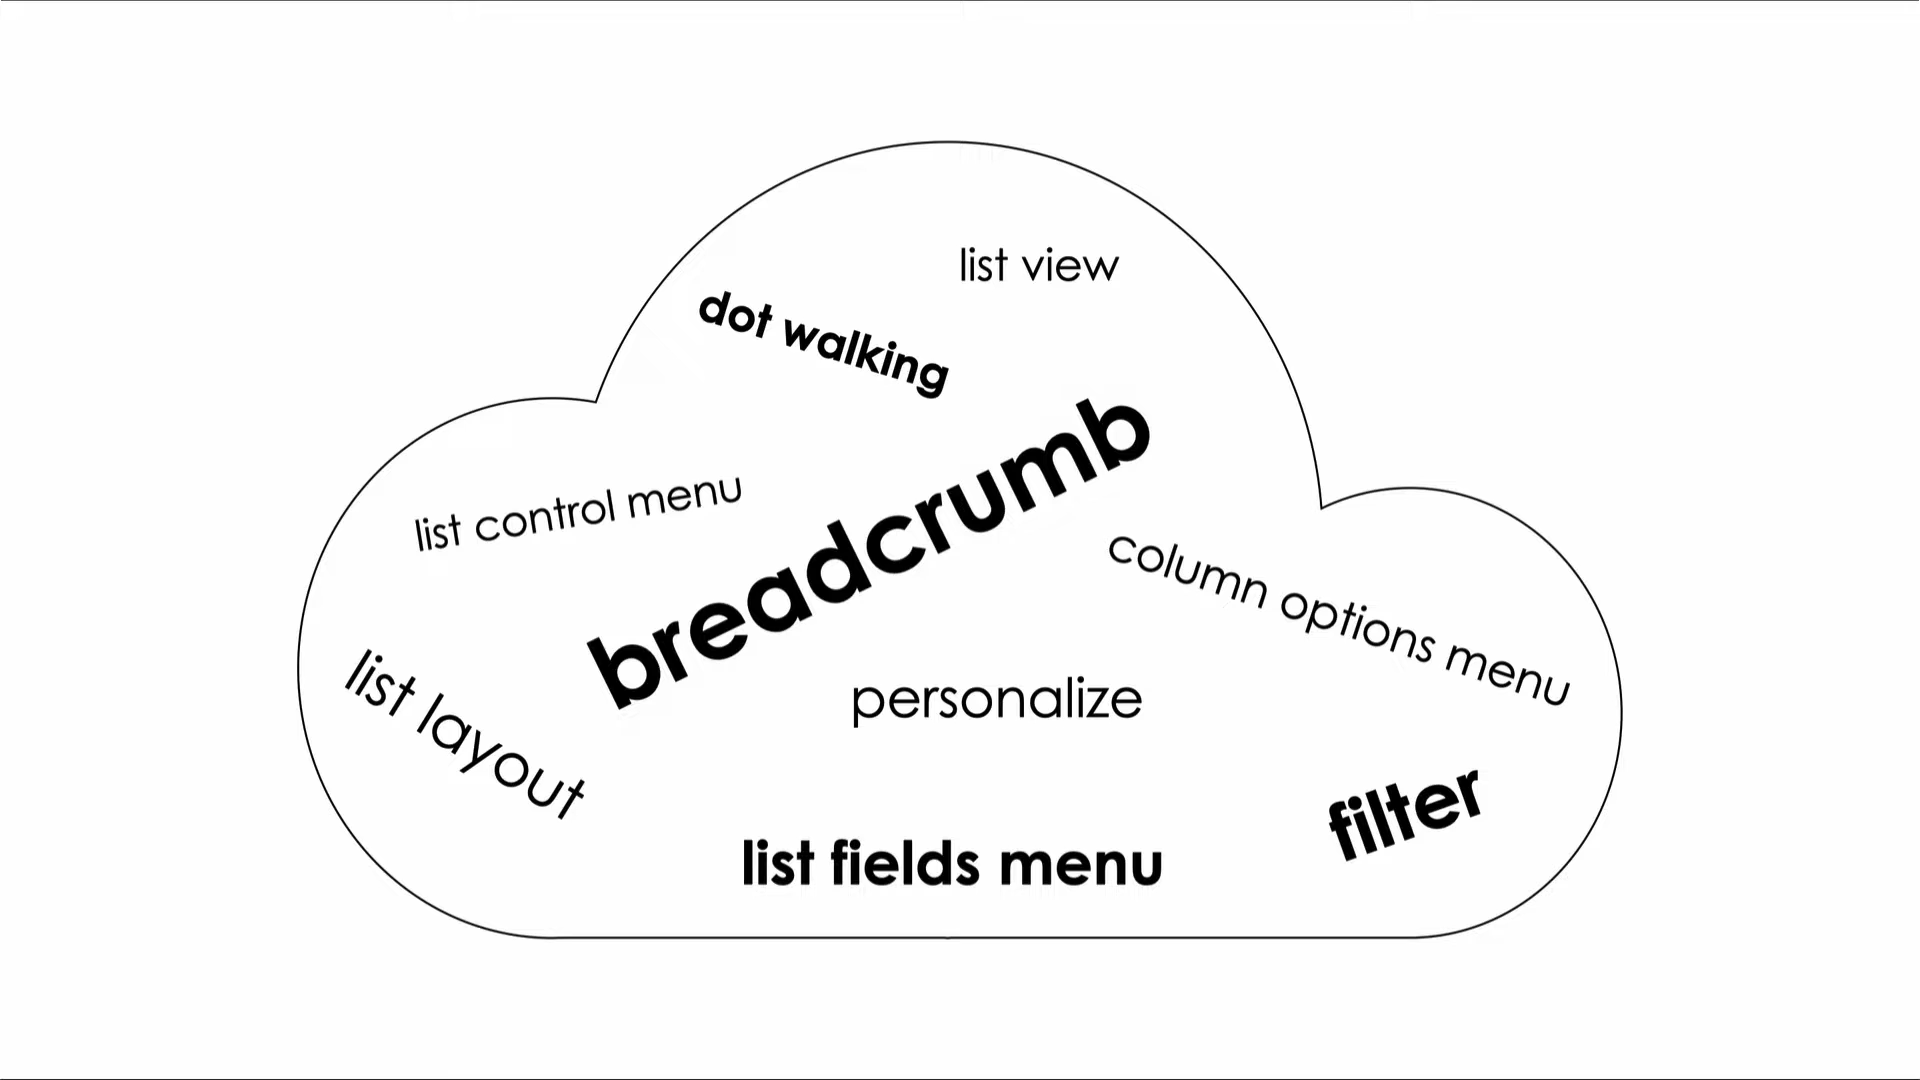 list view
dot walking
breadcrumb
list control menu
column options menu
list layout
personalize
filter
list fields menu